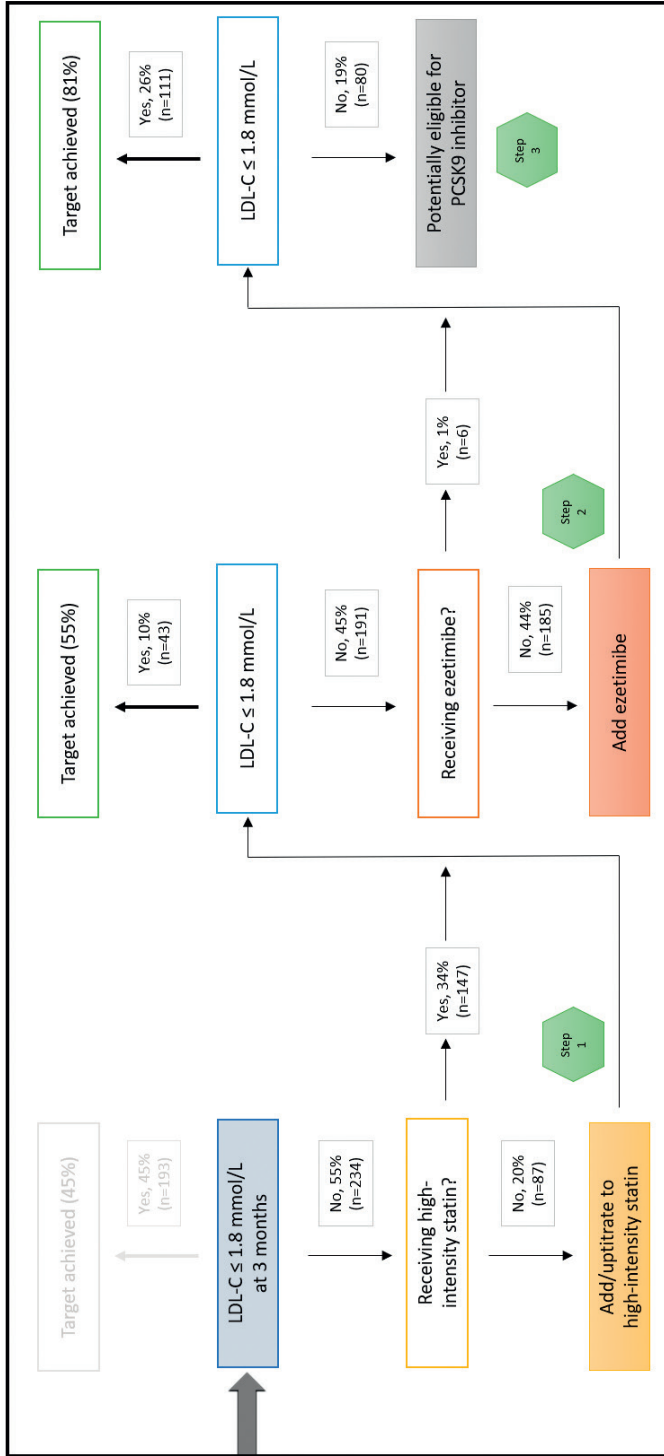 Target achieved (45%)
Yes, 45%
(n=193)
LDL-C ≤ 1.8 mmol/L
at 3 months
No, 55%
(n=234)
Receiving high-
intensity statin?
Yes, 34%
(n=147)
No, 20%
(n=87)
Add/uptitrate to
high-intensity statin
Step
1
Target achieved (55%)
Yes, 10%
(n=43)
LDL-C ≤ 1.8 mmol/L
No, 45%
(n=191)
Receiving ezetimibe?
Yes, 1%
(n=6)
No, 44%
(n=185)
Add ezetimibe
Step
2
Target achieved (81%)
Yes, 26%
(n=111)
LDL-C ≤ 1.8 mmol/L
No, 19%
(n=80)
Potentially eligible for
PCSK9 inhibitor
Step
3